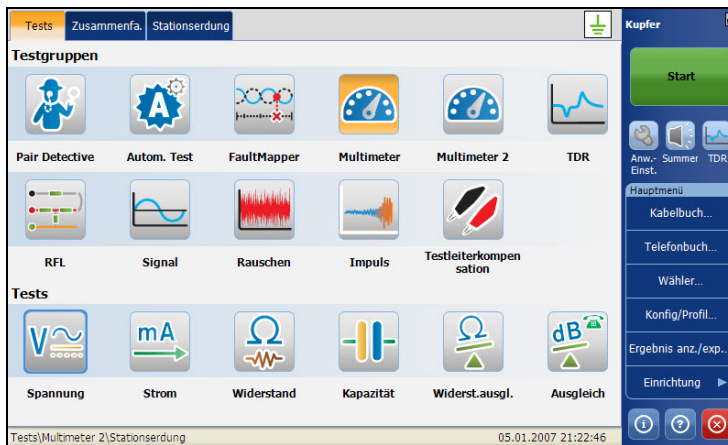 Tests Zusammenfa. Stationserdung
Kupfer
Testgruppen
Start
A
Pair Detective Autom. Test FaultMapper Multimeter Multimeter 2 TDR
Anw.-Einst. Summer TDR
Hauptmenü
Kabelbuch...
Telefonbuch...
Wähler...
Konfig/Profil...
Ergebnis anz./exp..
Einrichtung
RFL Signal Rauschen Impuls Testleiterkompen
sation
Tests
V mA Ω Ω dB
Spannung Strom Widerstand Kapazität Widerst.ausgl. Ausgleich
i ?
Tests\Multimeter 2\Stationserdung 05.01.2007 21:22:46